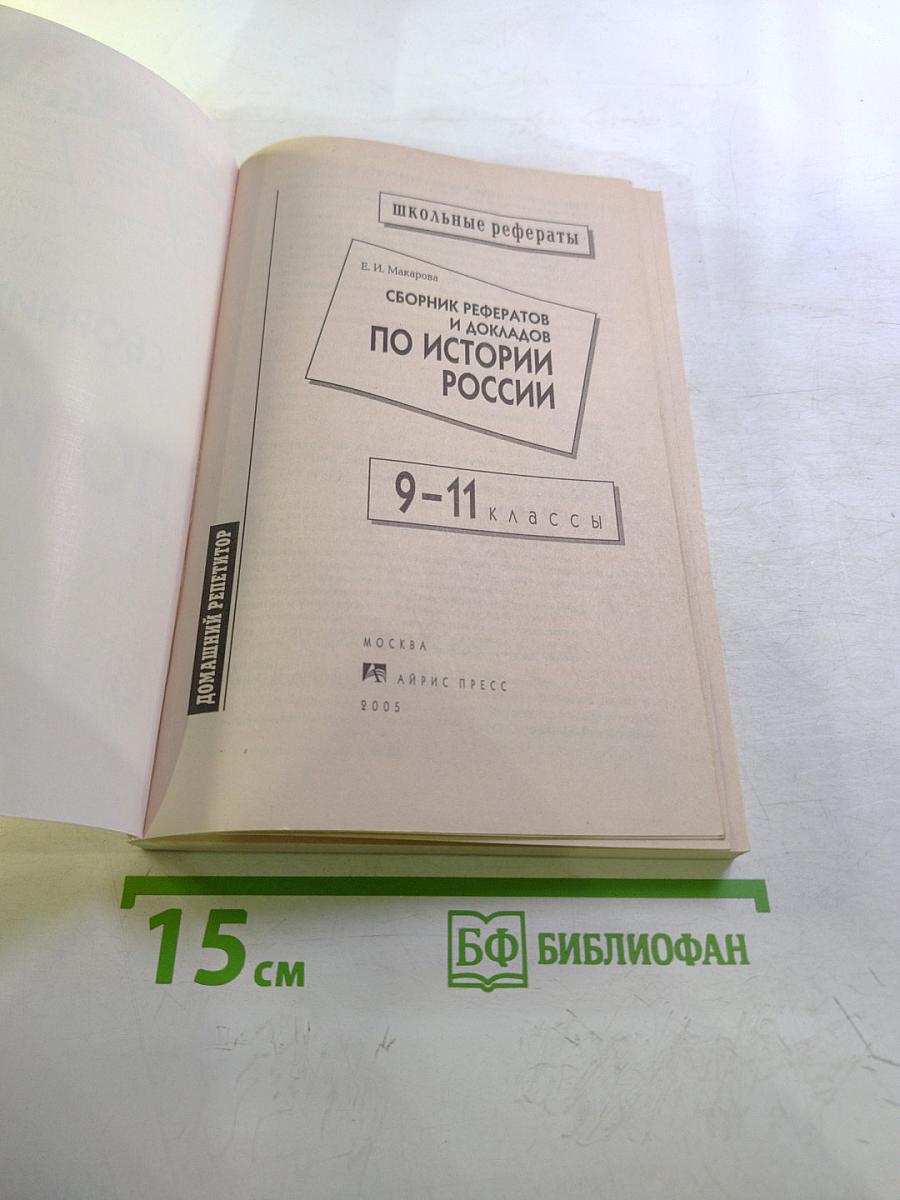 школьные рефераты
Е. И. Макарова
СБОРНИК РЕФЕРАТОВ
И ДОКЛАДОВ
ПО ИСТОРИИ
РОССИИ
9–11 классы
ДОМАШНИЙ РЕПЕТИТОР
МОСКВА
АЙРИС ПРЕСС
2005
15 см
БФ БИБЛИОФАН